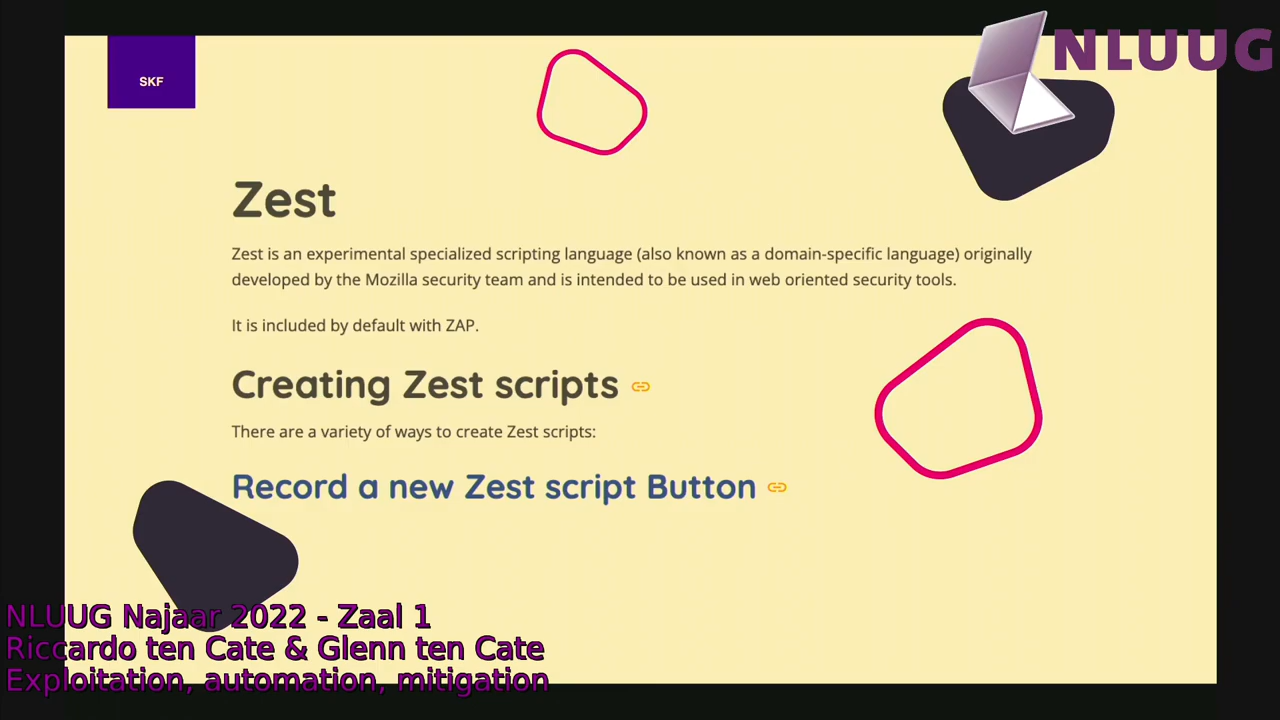 SKF
NLUUG
Zest
Zest is an experimental specialized scripting language (also known as a domain-specific language) originally
developed by the Mozilla security team and is intended to be used in web oriented security tools.
It is included by default with ZAP.
Creating Zest scripts
There are a variety of ways to create Zest scripts:
Record a new Zest script Button
NLUUG Najaar 2022 - Zaal 1
Riccardo ten Cate & Glenn ten Cate
Exploitation, automation, mitigation